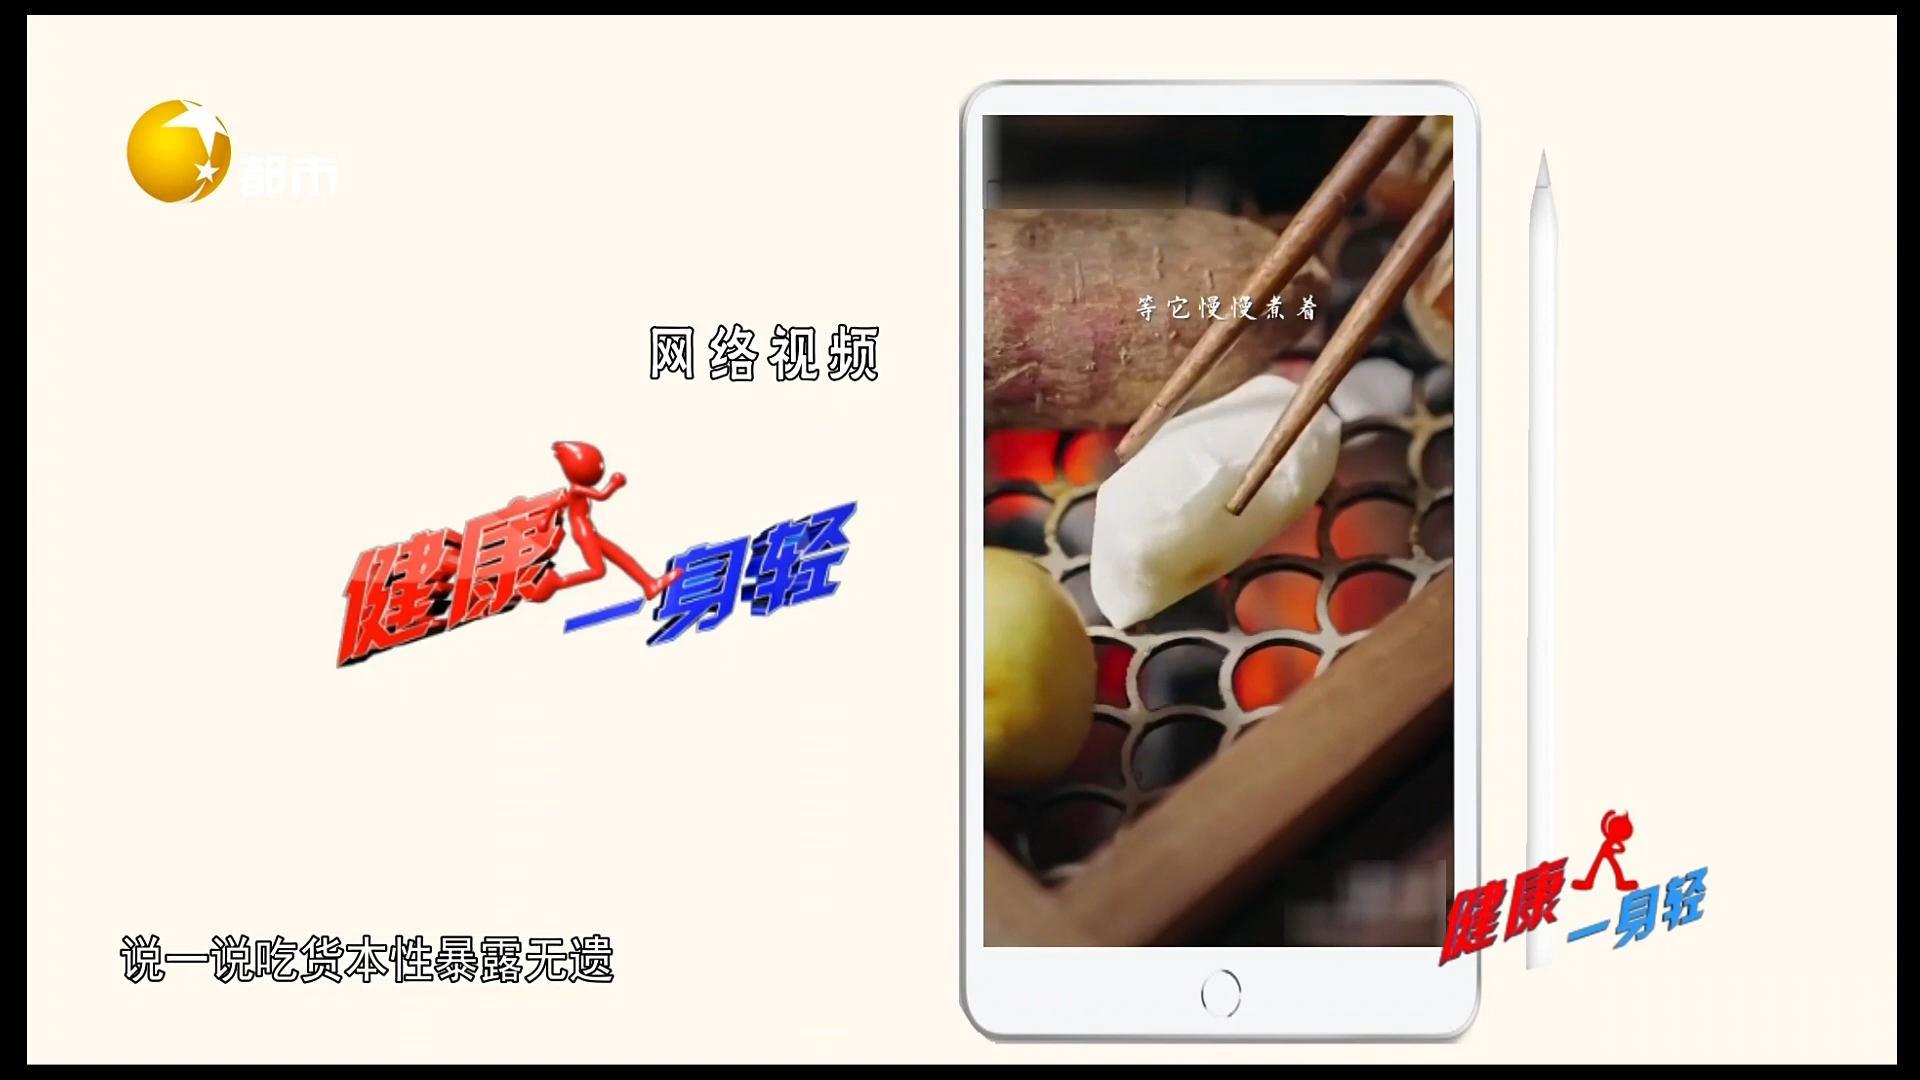 都市
网络视频
等它慢慢煮着
健康一身轻
健康一身轻
说一说吃货本性暴露无遗